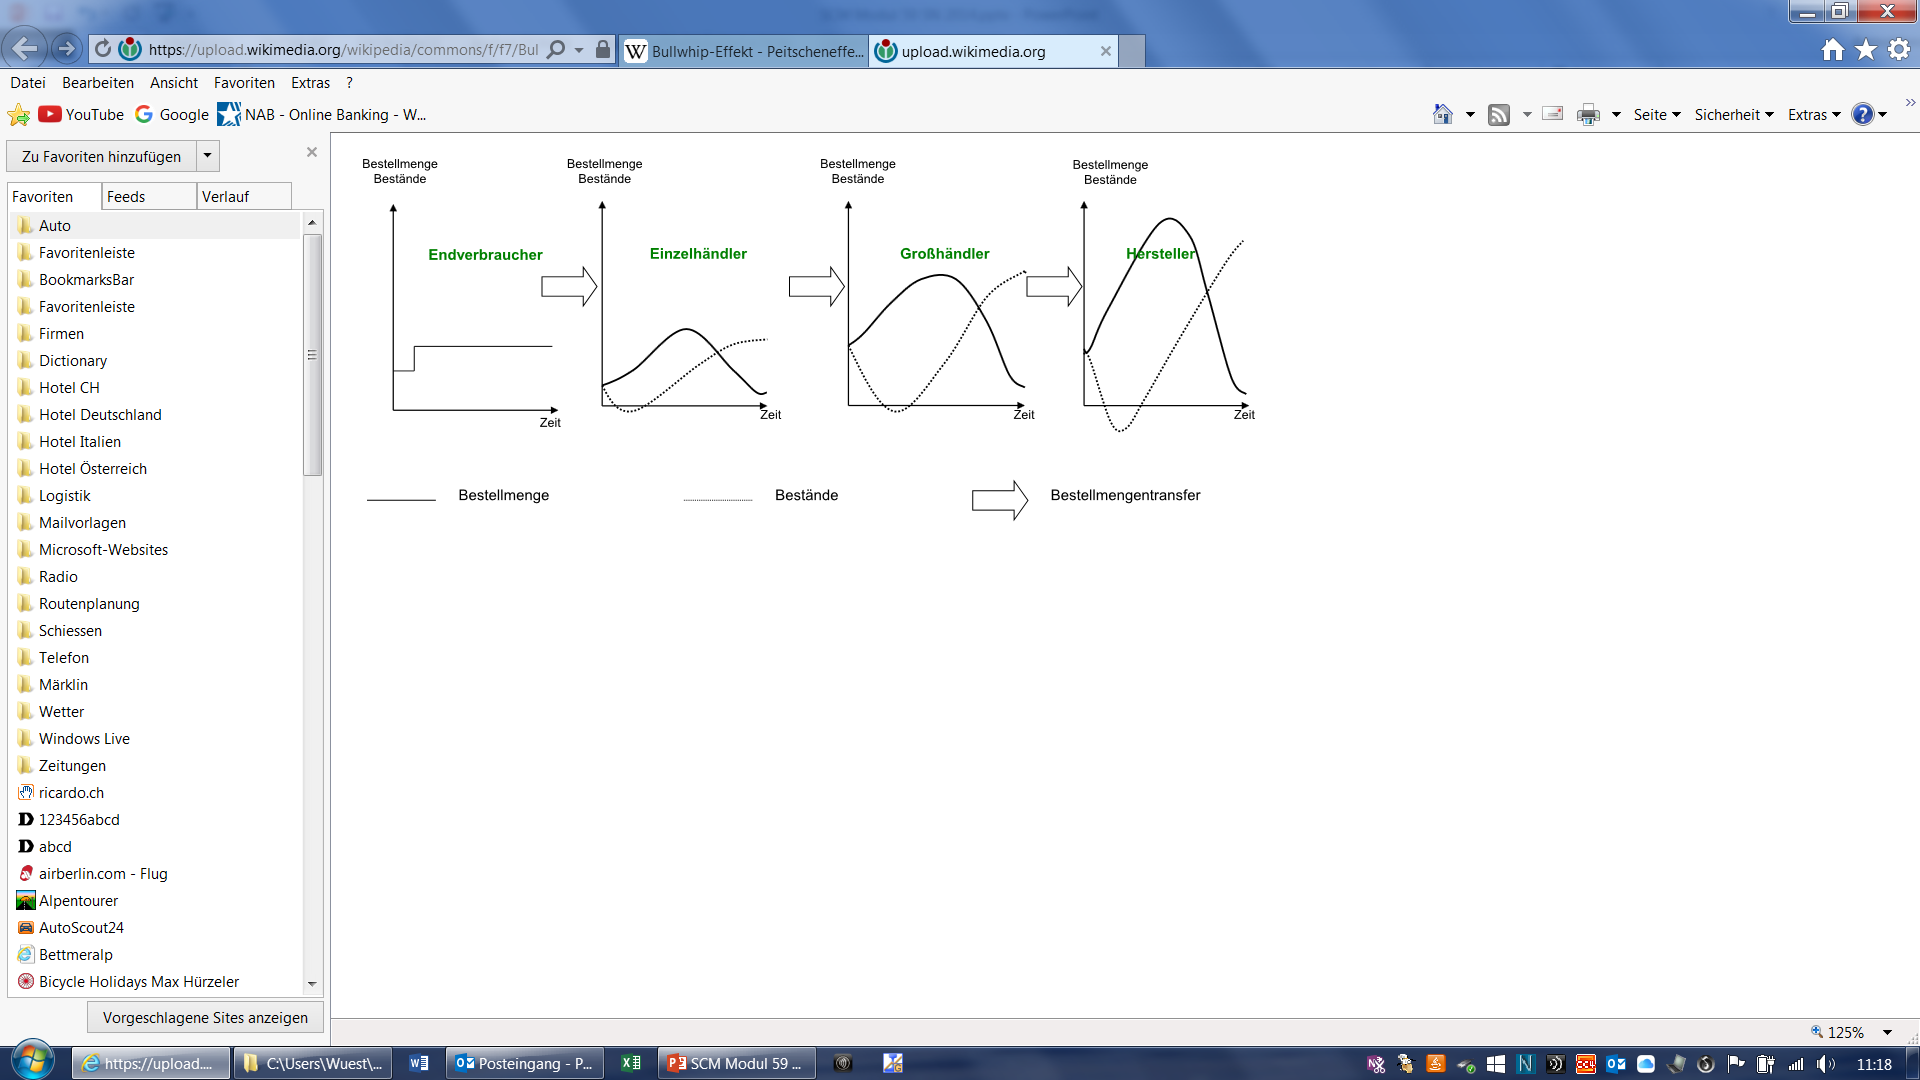 https://upload.wikimedia.org/wikipedia/commons/f/f7/Bul
Bullwhip-Effekt - Peitscheneffe...
upload.wikimedia.org
Datei Bearbeiten Ansicht Favoriten Extras ?
YouTube Google NAB - Online Banking - W...
Seite Sicherheit Extras
Zu Favoriten hinzufügen
Favoriten Feeds Verlauf
Auto
Favoritenleiste
BookmarksBar
Favoritenleiste
Firmen
Dictionary
Hotel CH
Hotel Deutschland
Hotel Italien
Hotel Österreich
Logistik
Mailvorlagen
Microsoft-Websites
Radio
Routenplanung
Schiessen
Telefon
Märklin
Wetter
Windows Live
Zeitungen
ricardo.ch
123456abcd
abcd
airberlin.com - Flug
Alpentourer
AutoScout24
Bettmeralp
Bicycle Holidays Max Hürzeler
Vorgeschlagene Sites anzeigen
Bestellmenge
Bestände
Endverbraucher
Zeit
Bestellmenge
Bestände
Einzelhändler
Zeit
Bestellmenge
Bestände
Großhändler
Zeit
Bestellmenge
Bestände
Hersteller
Zeit
Bestellmenge
Bestände
Bestellmengentransfer
125%
https://upload....
C:\Users\Wuest\...
Posteingang - P...
SCM Modul 59 ...
11:18